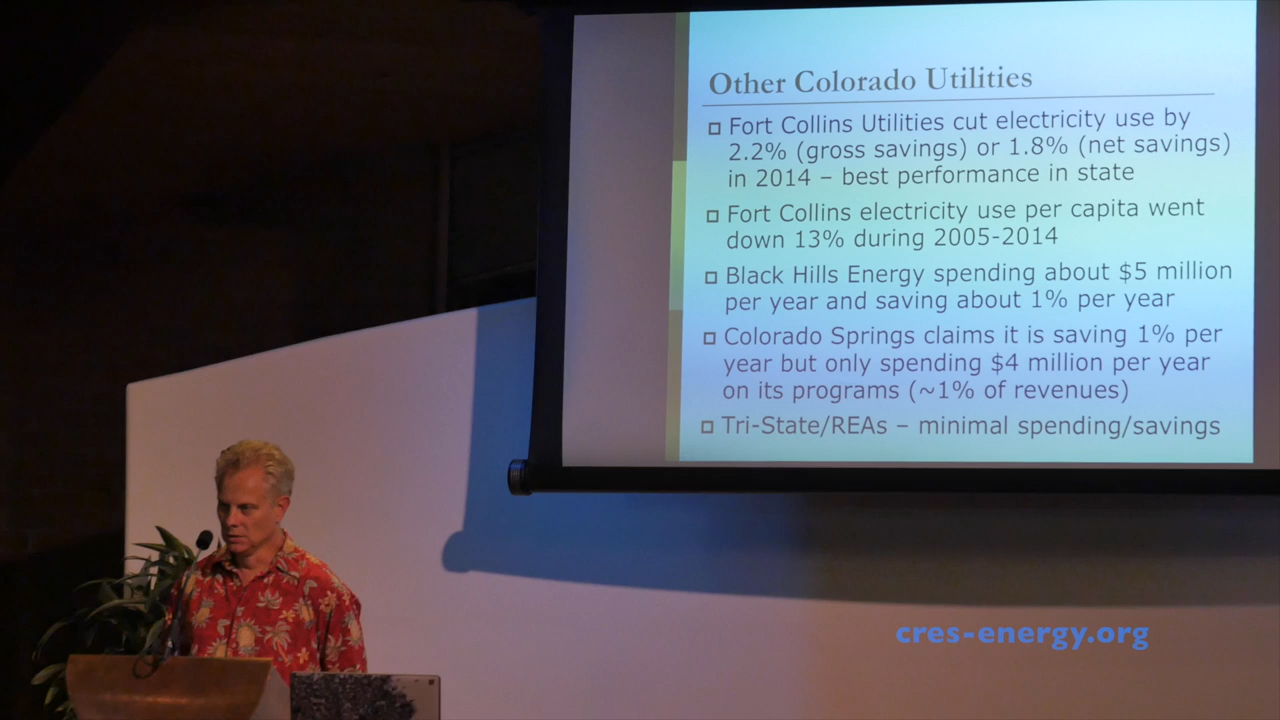 Other Colorado Utilities
Fort Collins Utilities cut electricity use by
2.2% (gross savings) or 1.8% (net savings)
in 2014 – best performance in state
Fort Collins electricity use per capita went
down 13% during 2005-2014
Black Hills Energy spending about $5 million
per year and saving about 1% per year
Colorado Springs claims it is saving 1% per
year but only spending $4 million per year
on its programs (~1% of revenues)
Tri-State/REAs – minimal spending/savings
cres-energy.org